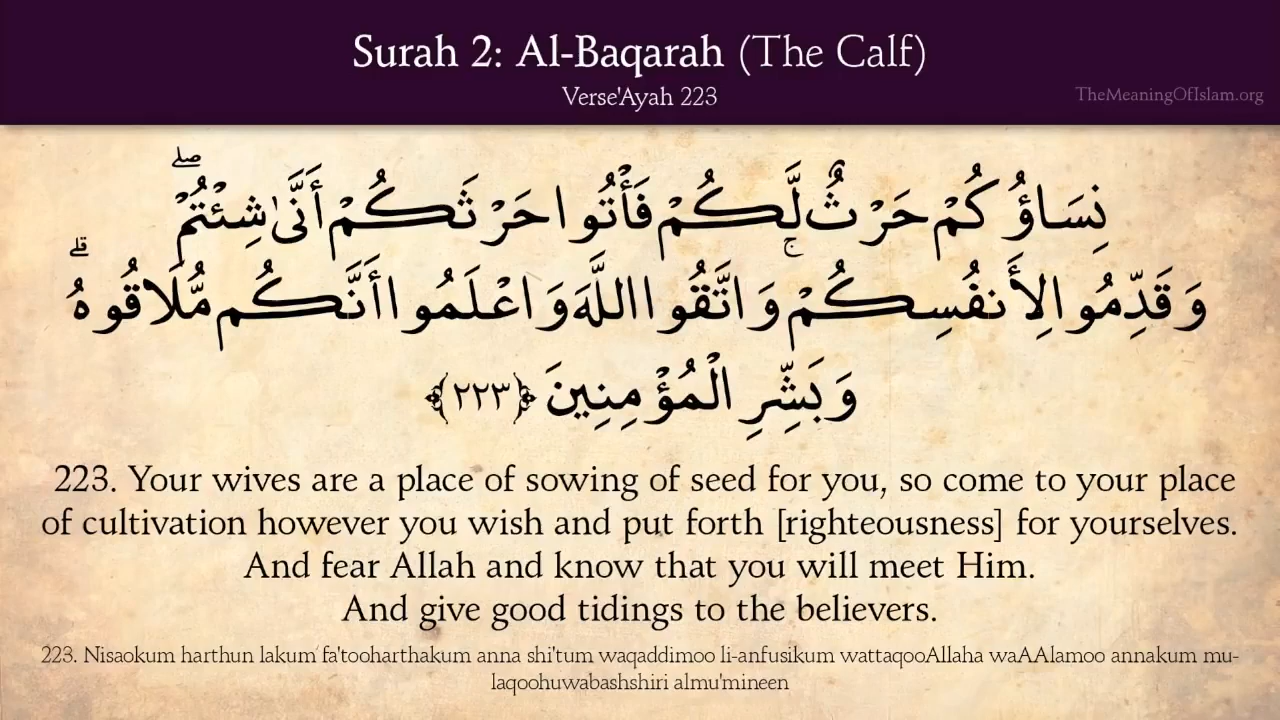 Surah 2: Al-Baqarah (The Calf)
Verse'Ayah 223
TheMeaningOfIslam.org
نِسَاؤُكُمْ حَرْثٌ لَّكُمْ فَأْتُوا حَرْثَكُمْ أَنَّىٰ شِئْتُمْ ۖ
وَقَدِّمُوا لِأَنفُسِكُمْ ۚ وَاتَّقُوا اللَّهَ وَاعْلَمُوا أَنَّكُم مُّلَاقُوهُ ۗ
وَبَشِّرِ الْمُؤْمِنِينَ ﴿٢٢٣﴾
223. Your wives are a place of sowing of seed for you, so come to your place
of cultivation however you wish and put forth [righteousness] for yourselves.
And fear Allah and know that you will meet Him.
And give good tidings to the believers.
223. Nisaokum harthun lakum fa'tooharthakum anna shi'tum waqaddimoo li-anfusikum wattaqooAllaha waAAlamoo annakum mu-
laqoohuwabashshiri almu'mineen